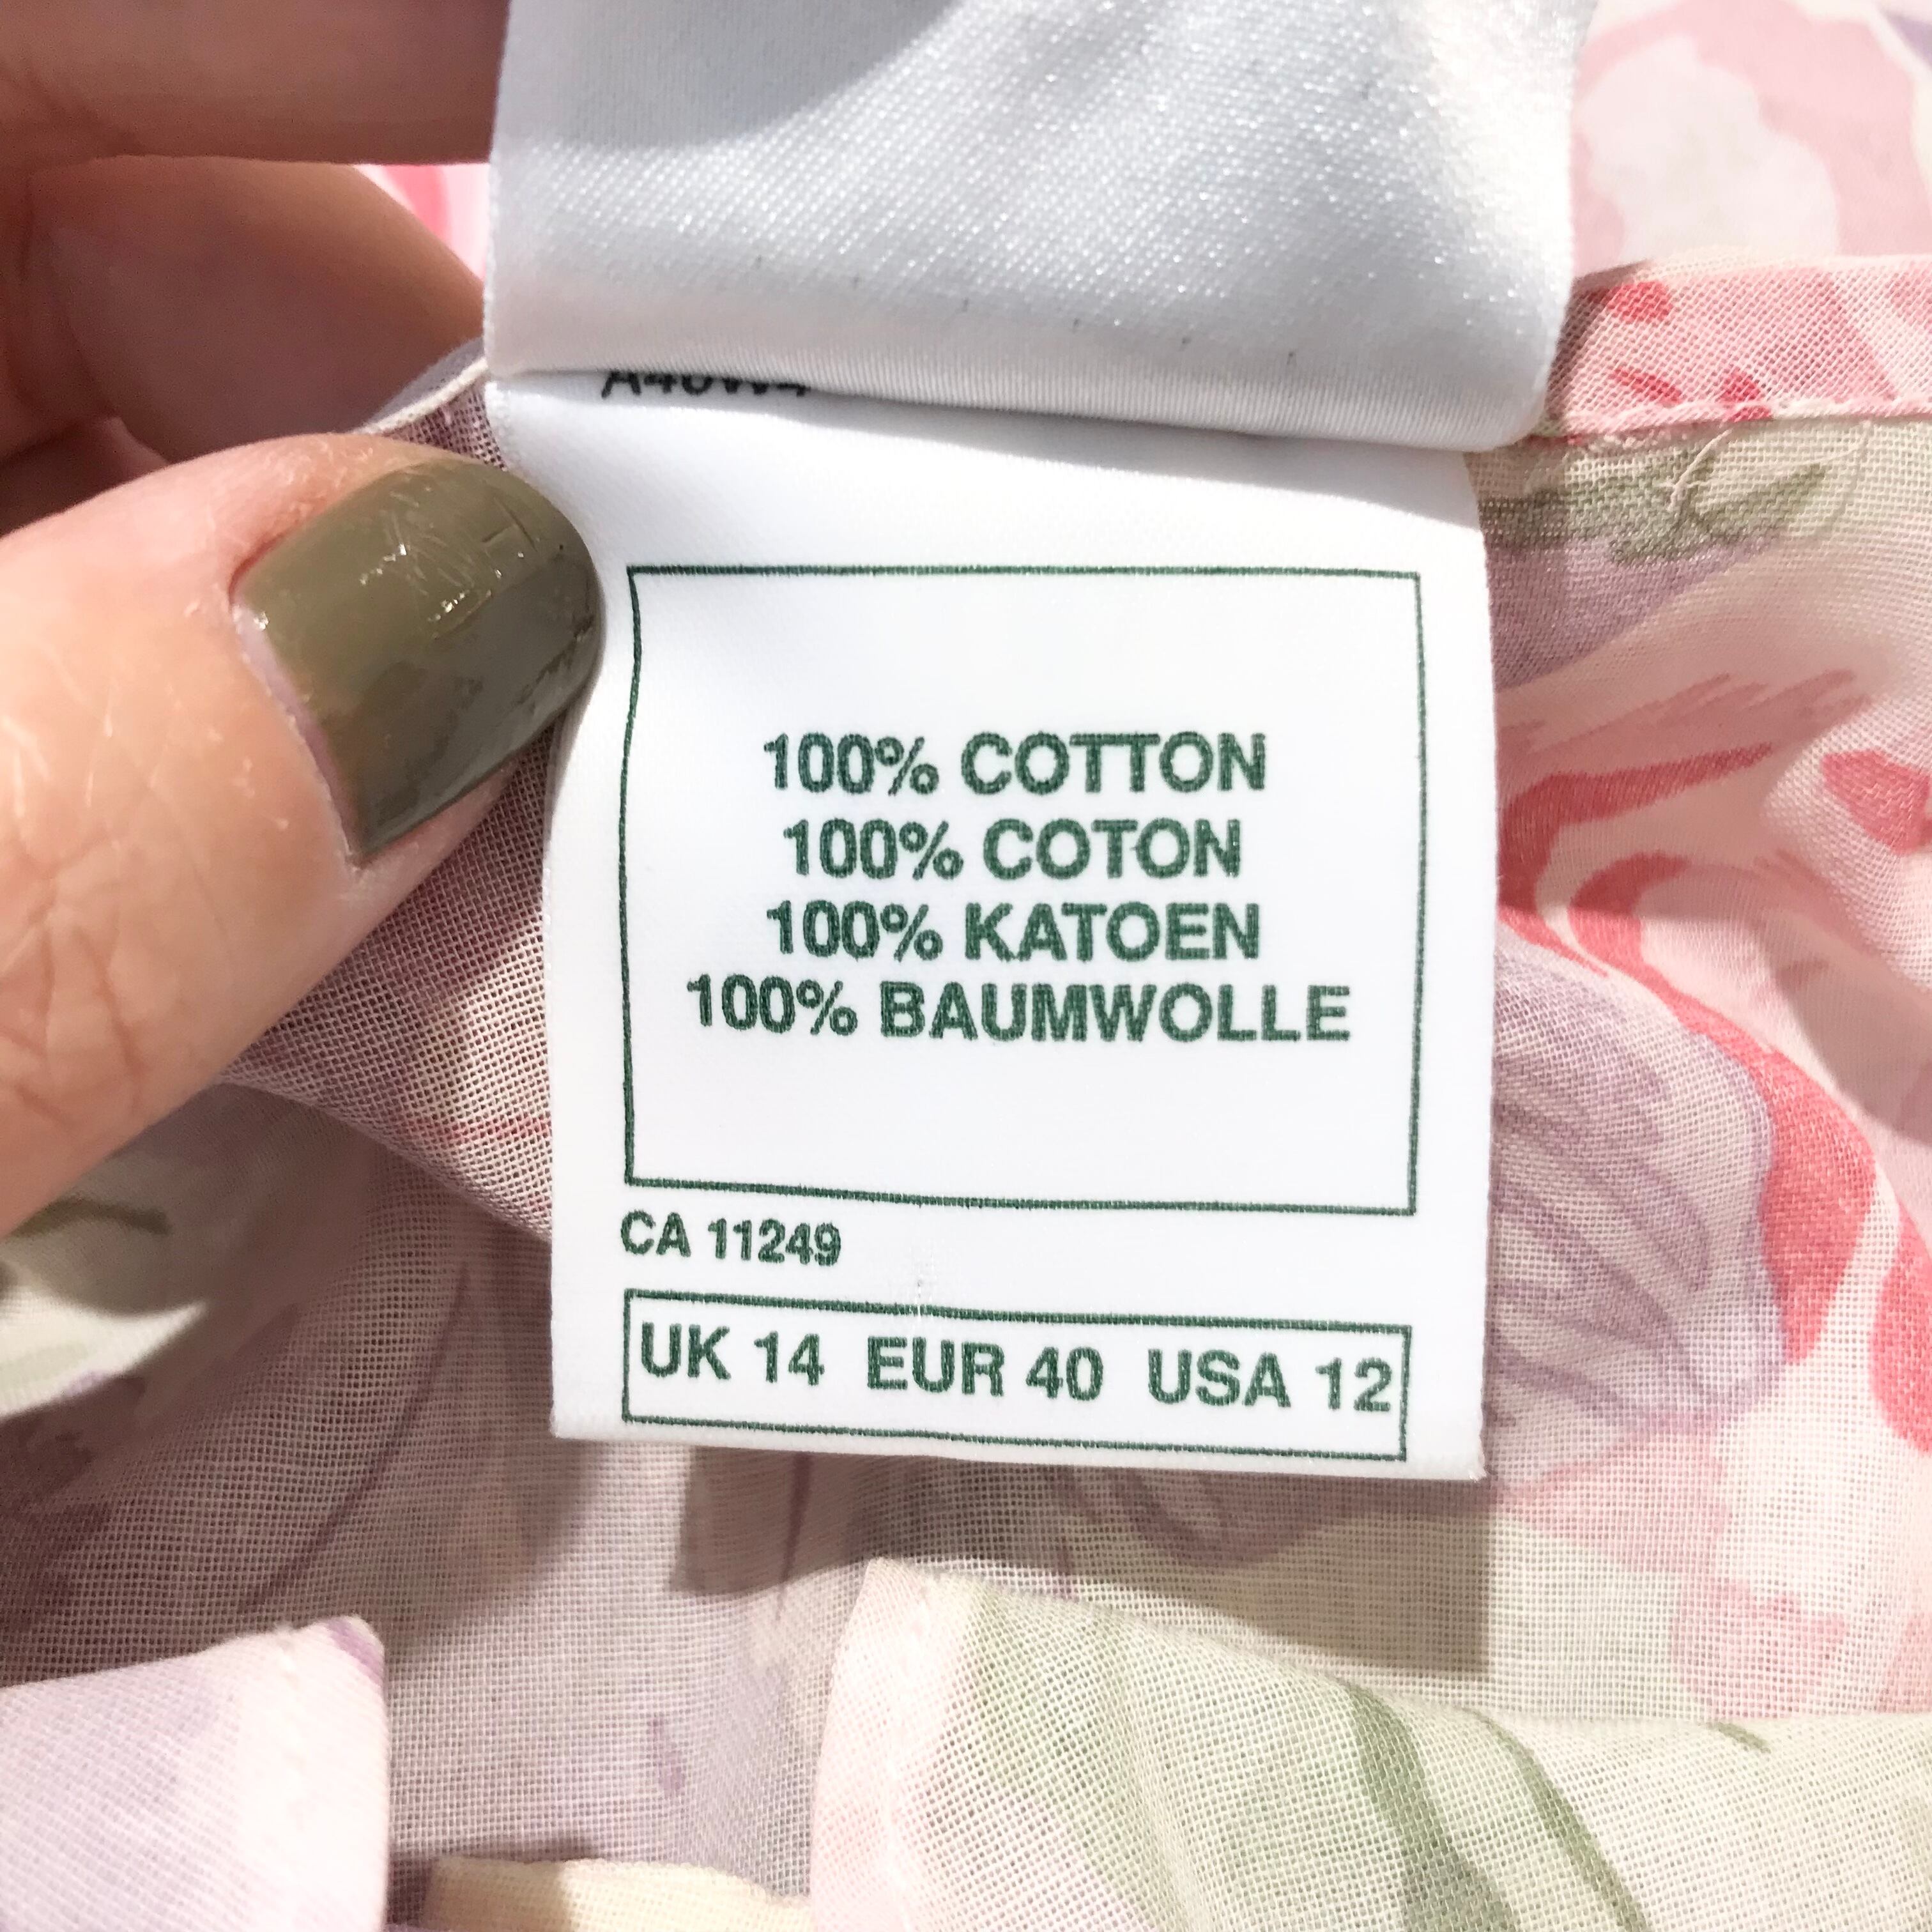 100% COTTON
100% COTON
100% KATOEN
100% BAUMWOLLE
CA 11249
UK 14 EUR 40 USA 12